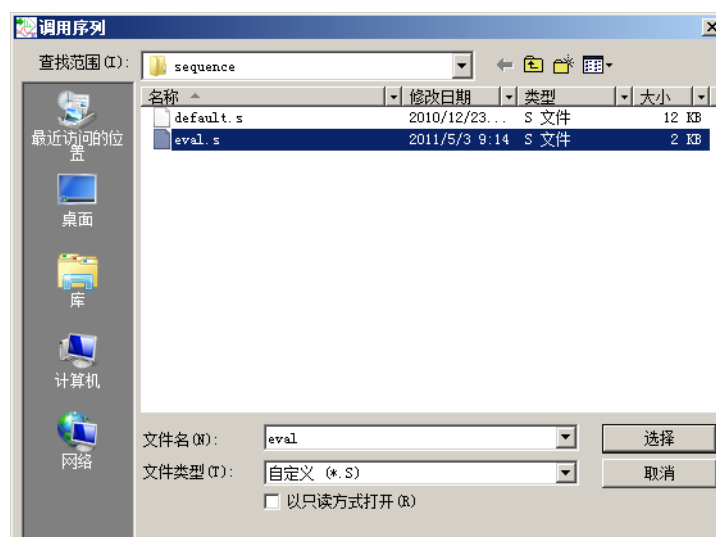 调用序列
查找范围(I):
sequence
名称 修改日期 类型 大小
default.s 2010/12/23... S 文件 12 KB
eval.s 2011/5/3 9:14 S 文件 2 KB
最近访问的位
置
桌面
库
计算机
网络
文件名(N):
eval
选择
文件类型(T):
自定义 (*.S)
取消
以只读方式打开(R)